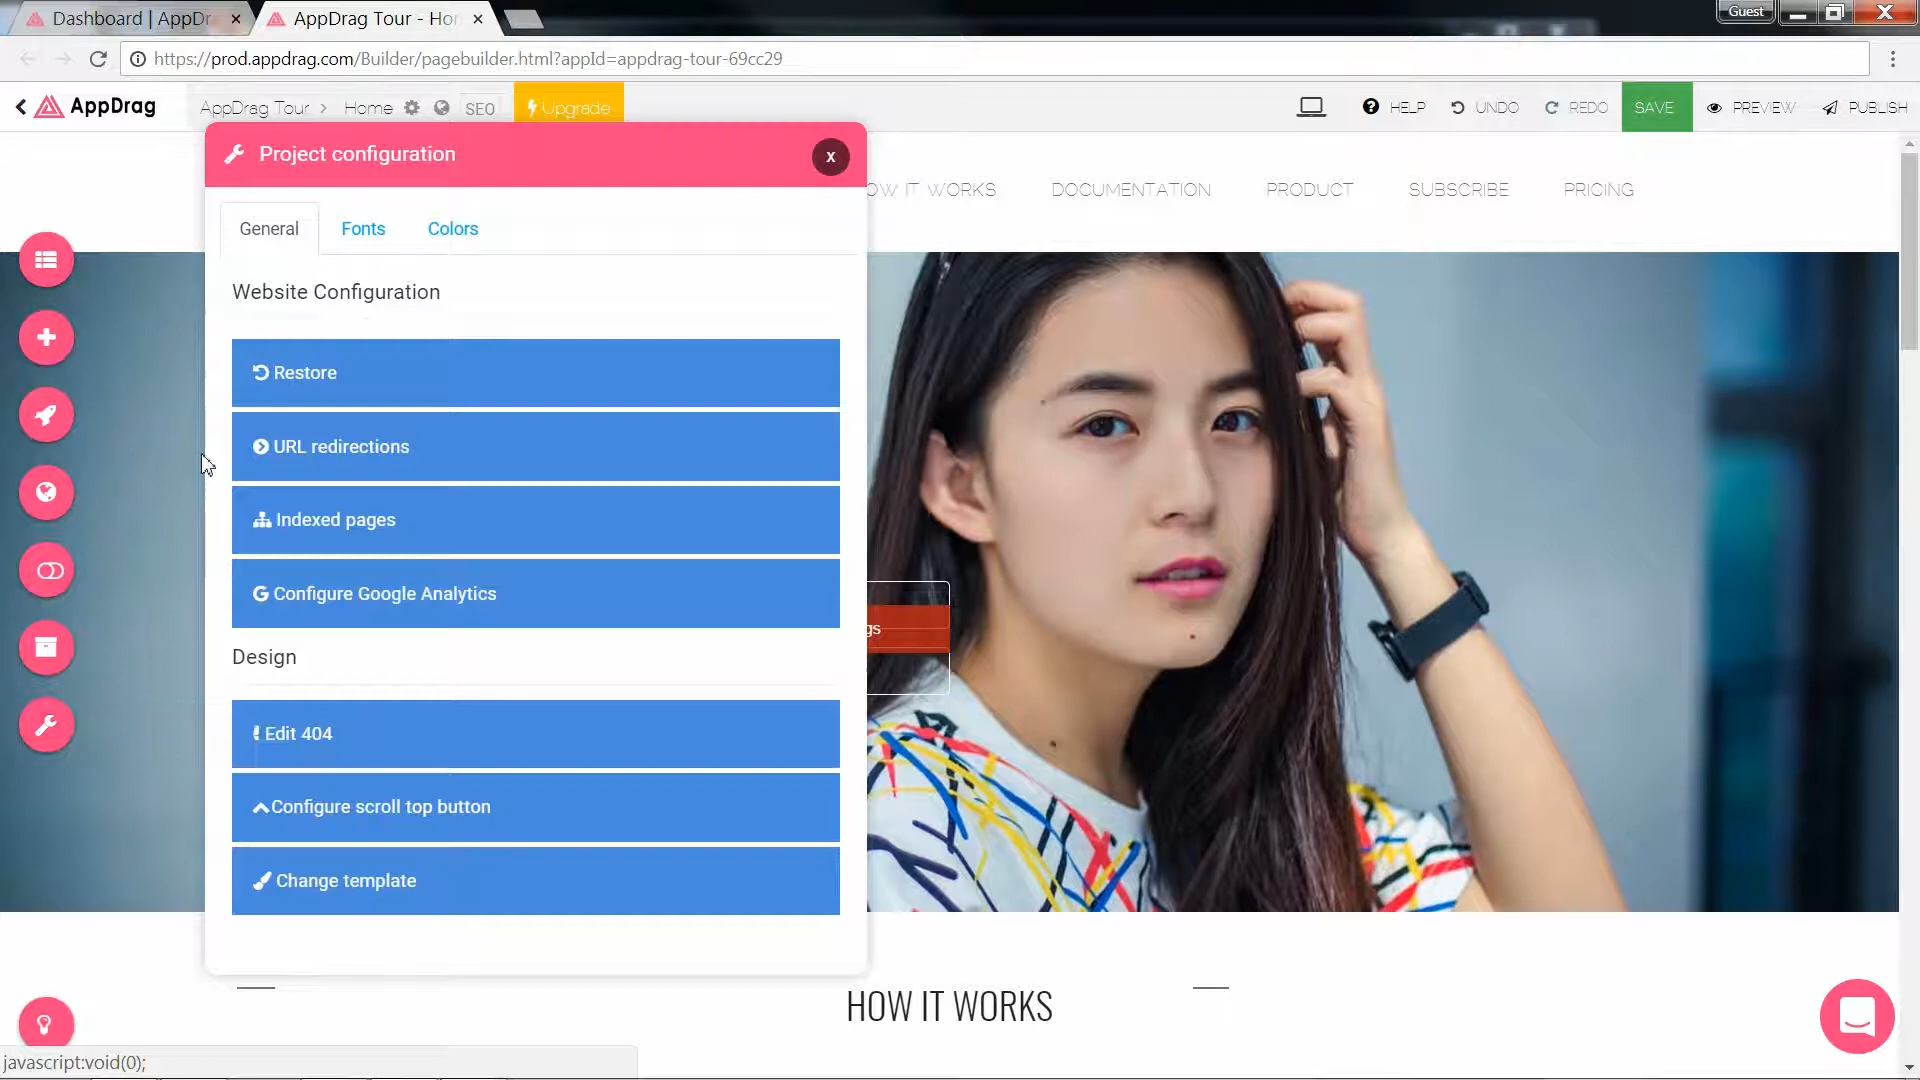 Dashboard | AppDr
AppDrag Tour - Ho
Guest
https://prod.appdrag.com/Builder/pagebuilder.html?appId=appdrag-tour-69cc29
AppDrag
AppDrag Tour
Home
SEO
Upgrade
HELP
UNDO
REDO
SAVE
PREVIEW
PUBLISH
Project configuration
x
OW IT WORKS
DOCUMENTATION
PRODUCT
SUBSCRIBE
PRICING
General
Fonts
Colors
Website Configuration
Restore
URL redirections
Indexed pages
Configure Google Analytics
gs
Design
Edit 404
Configure scroll top button
Change template
HOW IT WORKS
javascript:void(0);